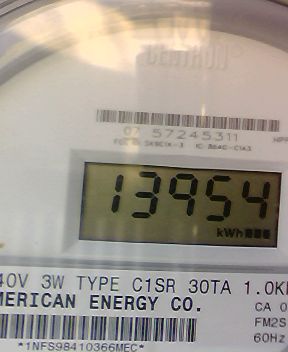 07 57245311
13954
kWh
40V 3W TYPE C1SR 30TA 1.0K
MERICAN ENERGY CO.
CA 0
FM2S
60Hz
*1NFS98410366MEC*